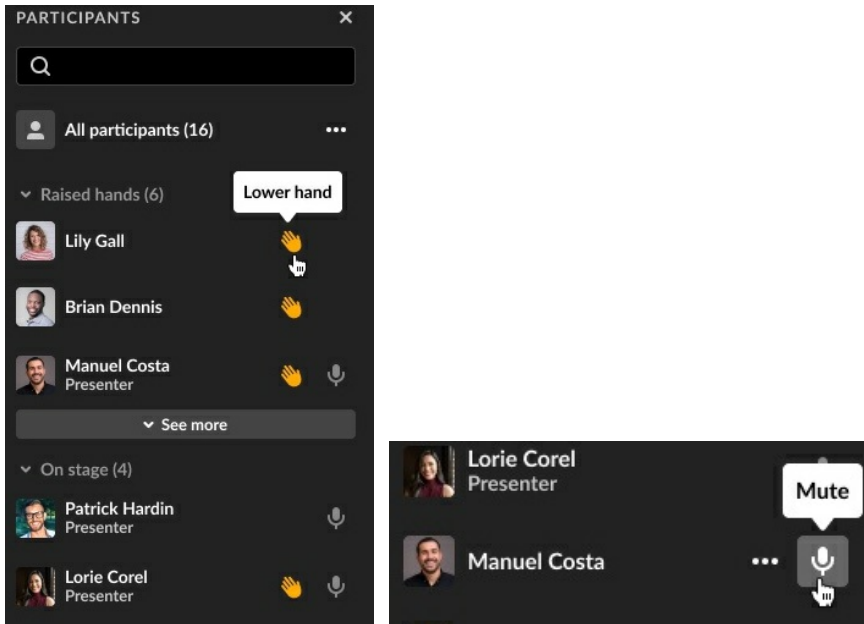 PARTICIPANTS
All participants (16)
Raised hands (6)
Lower hand
Lily Gall
Brian Dennis
Manuel Costa
Presenter
See more
On stage (4)
Patrick Hardin
Presenter
Lorie Corel
Presenter
Lorie Corel
Presenter
Mute
Manuel Costa